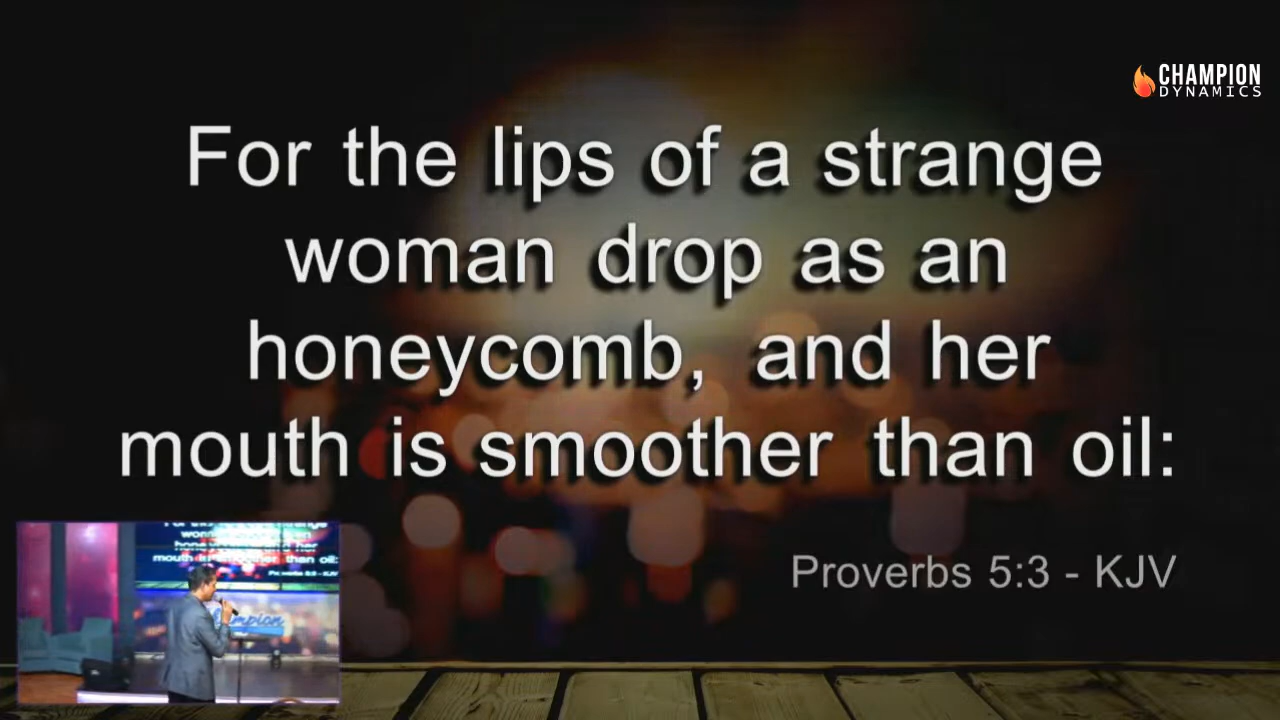 CHAMPION
DYNAMICS
For the lips of a strange
woman drop as an
honeycomb, and her
mouth is smoother than oil:
Proverbs 5:3 - KJV